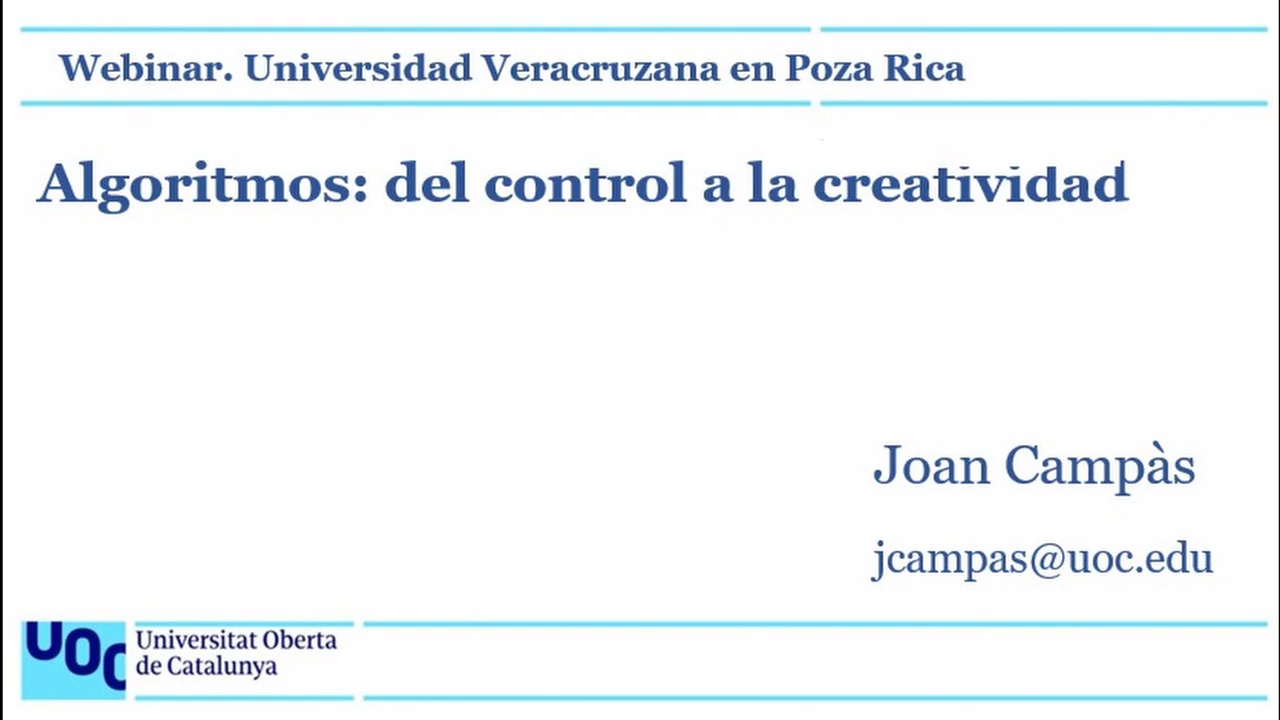 Webinar. Universidad Veracruzana en Poza Rica
Algoritmos: del control a la creatividad
Joan Campàs
jcampas@uoc.edu
UOC
Universitat Oberta
de Catalunya